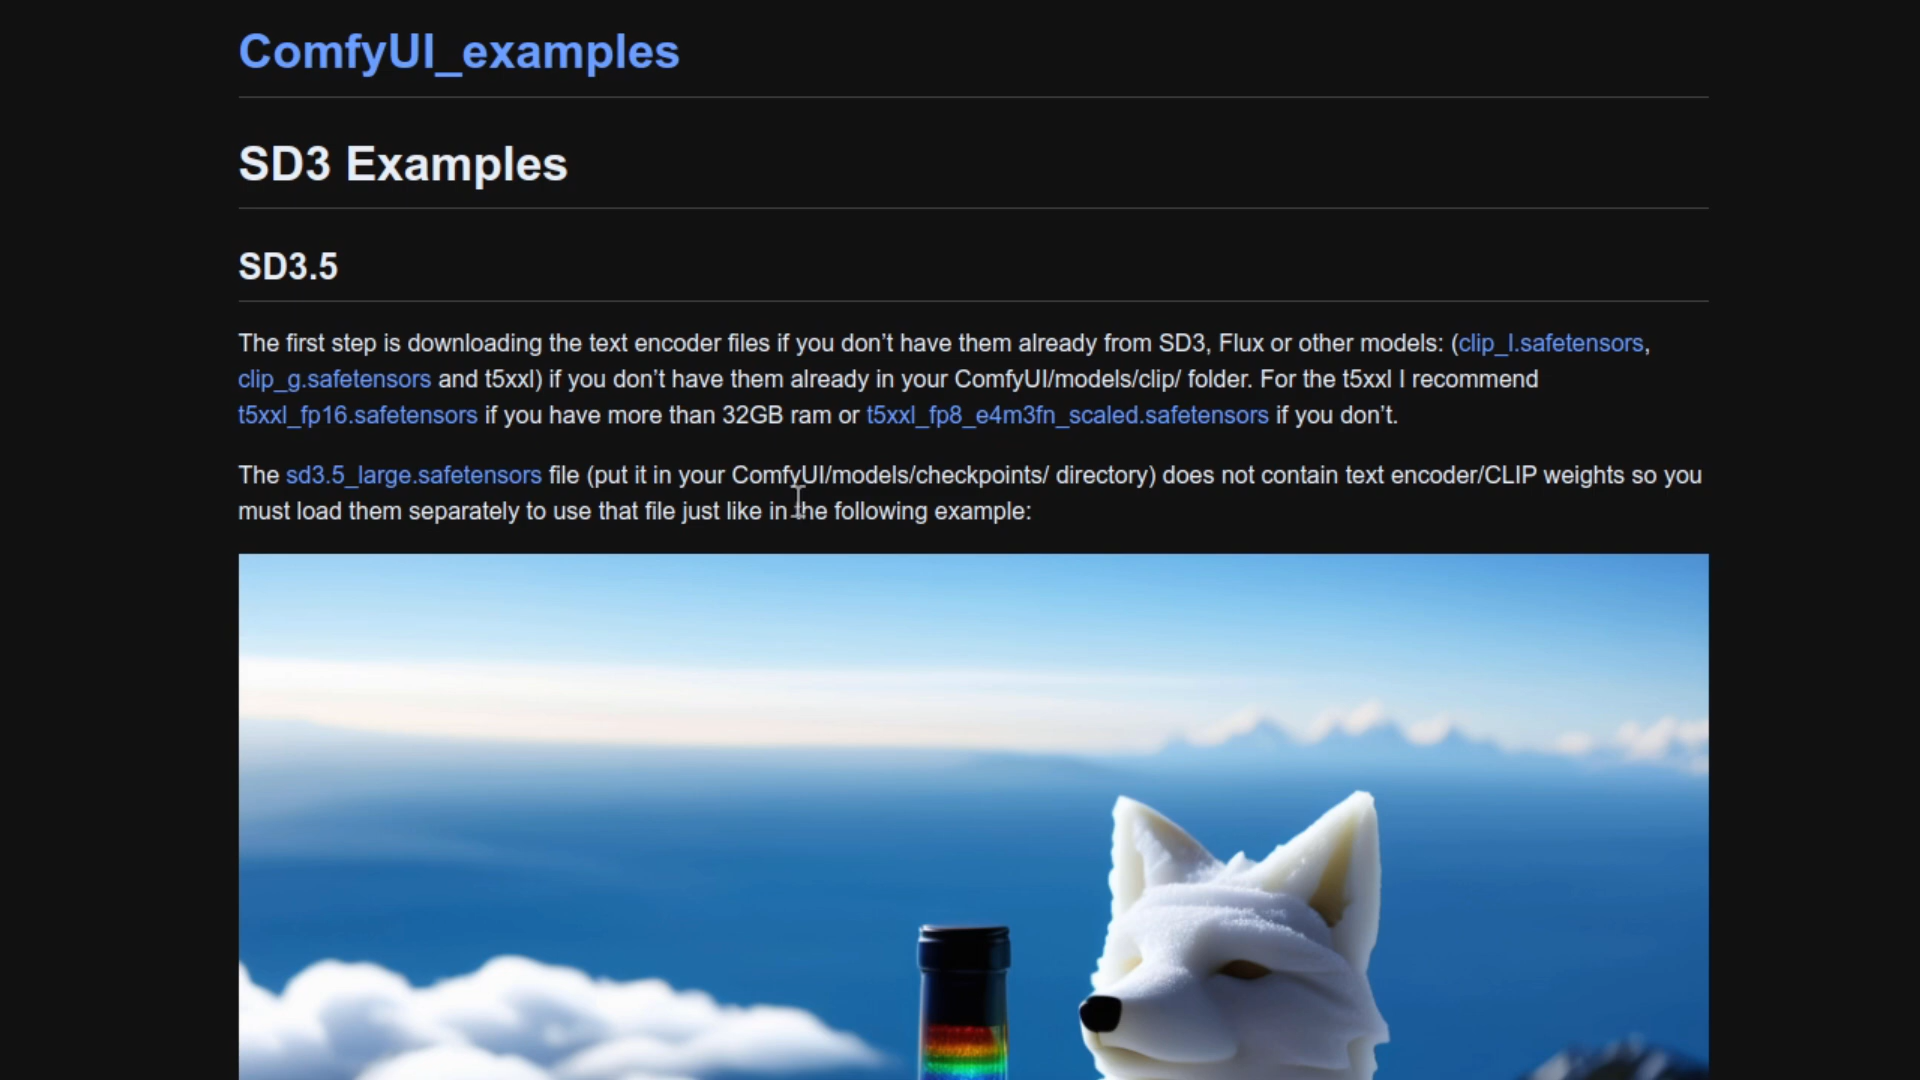 ComfyUI_examples
SD3 Examples
SD3.5
The first step is downloading the text encoder files if you don’t have them already from SD3, Flux or other models: (clip_l.safetensors,
clip_g.safetensors and t5xxl) if you don’t have them already in your ComfyUI/models/clip/ folder. For the t5xxl I recommend
t5xxl_fp16.safetensors if you have more than 32GB ram or t5xxl_fp8_e4m3fn_scaled.safetensors if you don’t.
The sd3.5_large.safetensors file (put it in your ComfyUI/models/checkpoints/ directory) does not contain text encoder/CLIP weights so you
must load them separately to use that file just like in the following example: